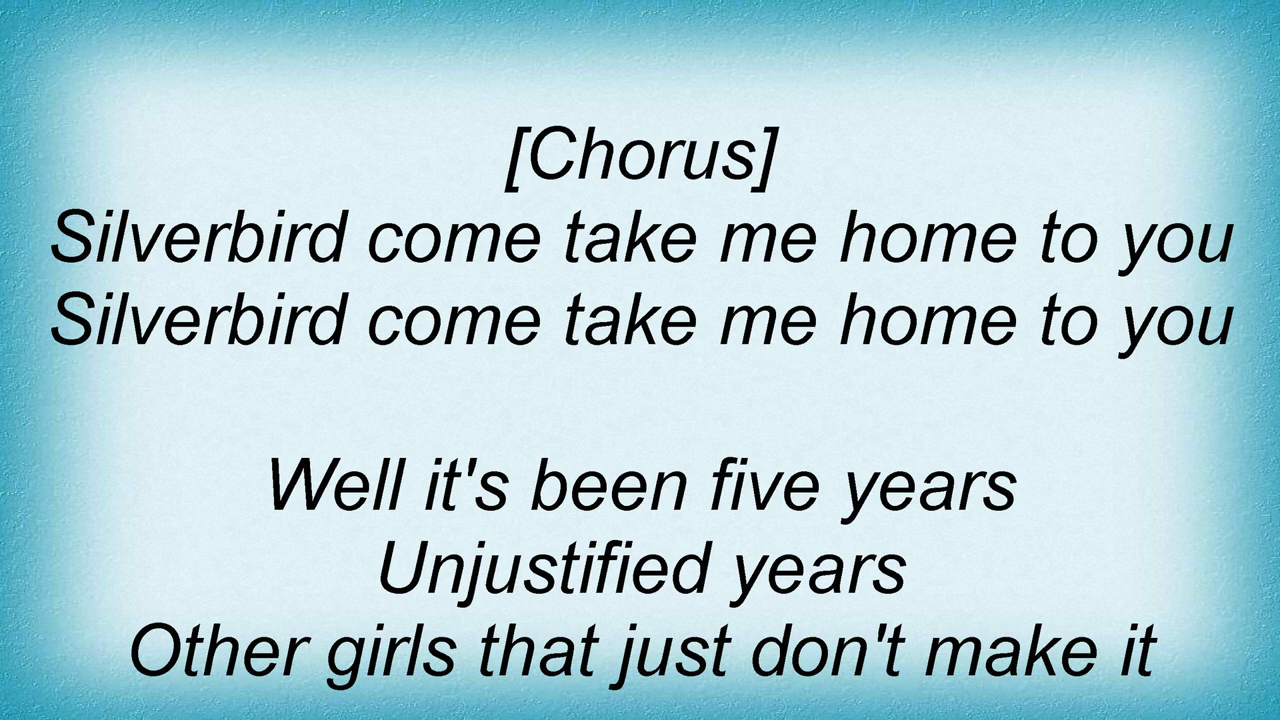 [Chorus]
Silverbird come take me home to you
Silverbird come take me home to you
Well it's been five years
Unjustified years
Other girls that just don't make it